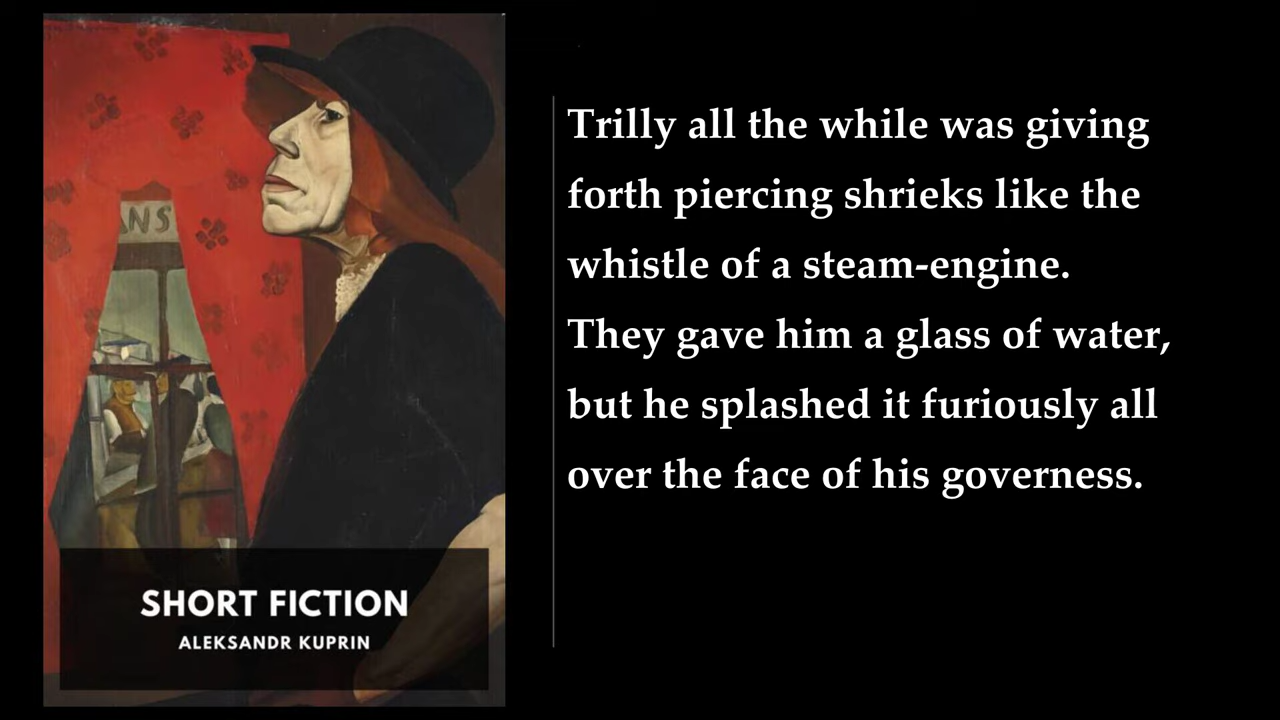 ANS
SHORT FICTION
ALEKSANDR KUPRIN
Trilly all the while was giving
forth piercing shrieks like the
whistle of a steam-engine.
They gave him a glass of water,
but he splashed it furiously all
over the face of his governess.